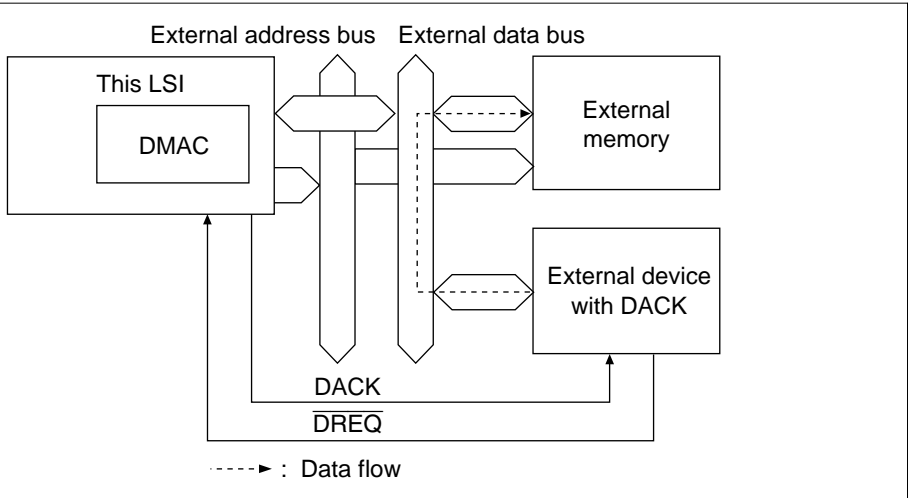 External address bus
External data bus
This LSI
DMAC
External
memory
External device
with DACK
DACK
DREQ
: Data flow